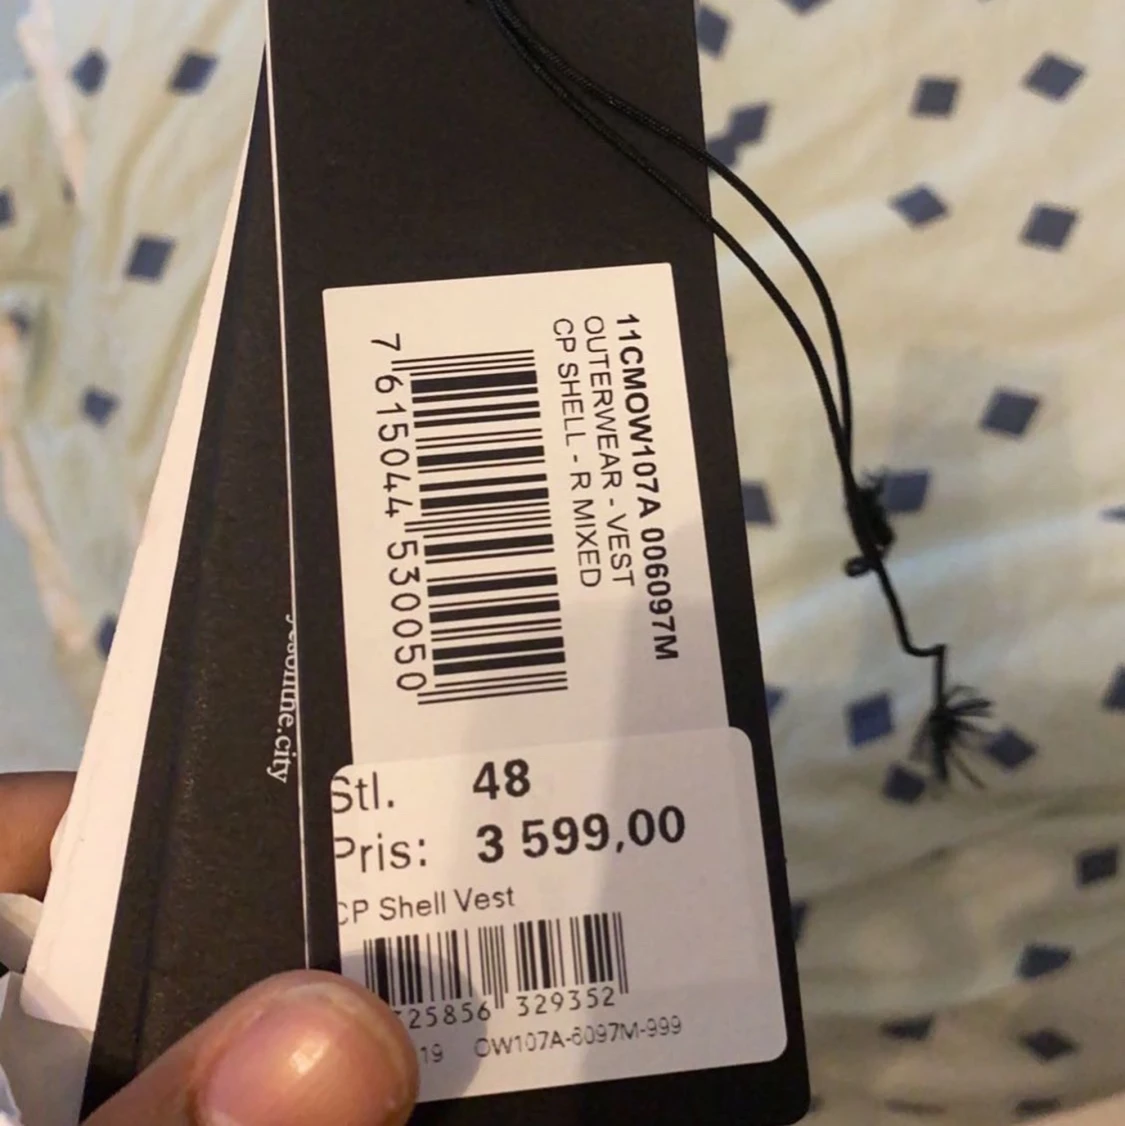 11CMOW107A 006097M
OUTERWEAR - VEST
CP SHELL - R MIXED
7 615044 530050
Stl. 48
Pris: 3 599,00
CP Shell Vest
25856 329352
19 OW107A-6097M-999